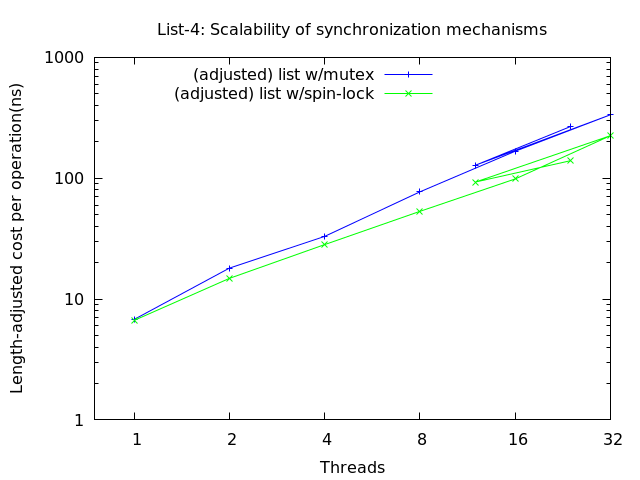 List-4: Scalability of synchronization mechanisms
1000
(adjusted) list w/mutex
(adjusted) list w/spin-lock
100
10
1
Length-adjusted cost per operation(ns)
1 2 4 8 16 32
Threads